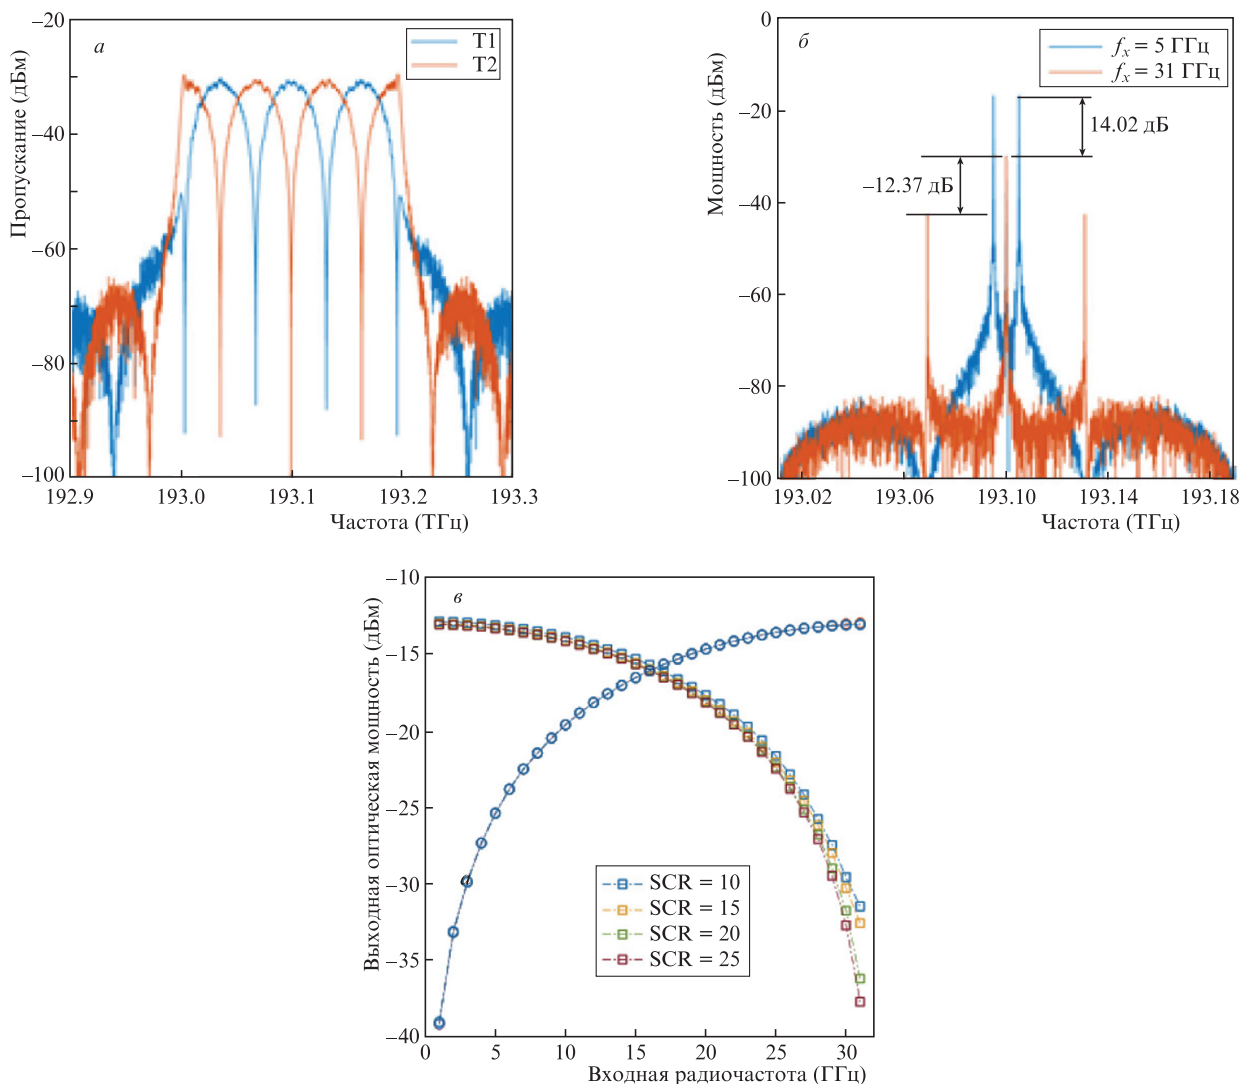 а
T1
T2
Пропускание (дБм)
−20
−40
−60
−80
−100
192.9
193.0
193.1
193.2
193.3
Частота (ТГц)
б
fx = 5 ГГц
fx = 31 ГГц
14.02 дБ
−12.37 дБ
Мощность (дБм)
0
−20
−40
−60
−80
−100
193.02
193.06
193.10
193.14
193.18
Частота (ТГц)
в
Выходная оптическая мощность (дБм)
−10
−15
−20
−25
−30
−35
−40
SCR = 10
SCR = 15
SCR = 20
SCR = 25
0
5
10
15
20
25
30
Входная радиочастота (ГГц)